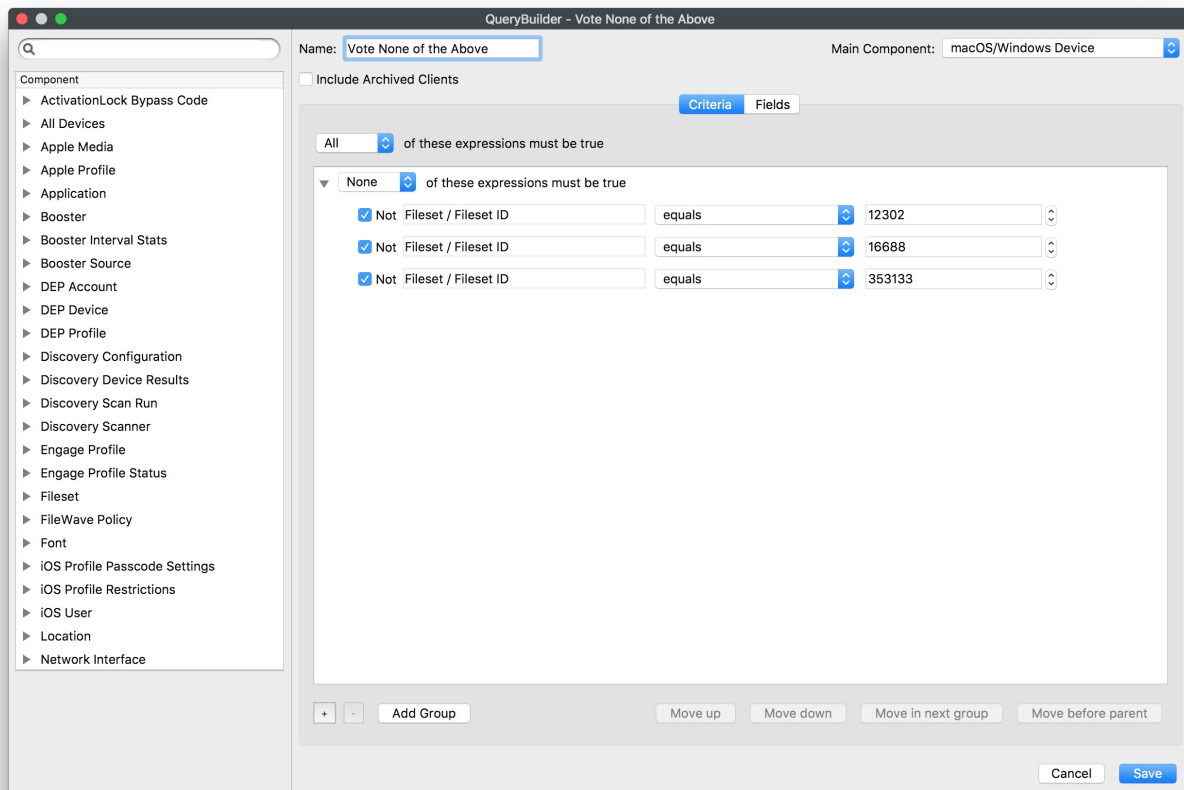 QueryBuilder - Vote None of the Above
Name: Vote None of the Above
Main Component: macOS/Windows Device
Include Archived Clients
Criteria Fields
All of these expressions must be true
None of these expressions must be true
Not Fileset / Fileset ID equals 12302
Not Fileset / Fileset ID equals 16688
Not Fileset / Fileset ID equals 353133
Component
ActivationLock Bypass Code
All Devices
Apple Media
Apple Profile
Application
Booster
Booster Interval Stats
Booster Source
DEP Account
DEP Device
DEP Profile
Discovery Configuration
Discovery Device Results
Discovery Scan Run
Discovery Scanner
Engage Profile
Engage Profile Status
Fileset
FileWave Policy
Font
iOS Profile Passcode Settings
iOS Profile Restrictions
iOS User
Location
Network Interface
+ - Add Group Move up Move down Move in next group Move before parent
Cancel Save